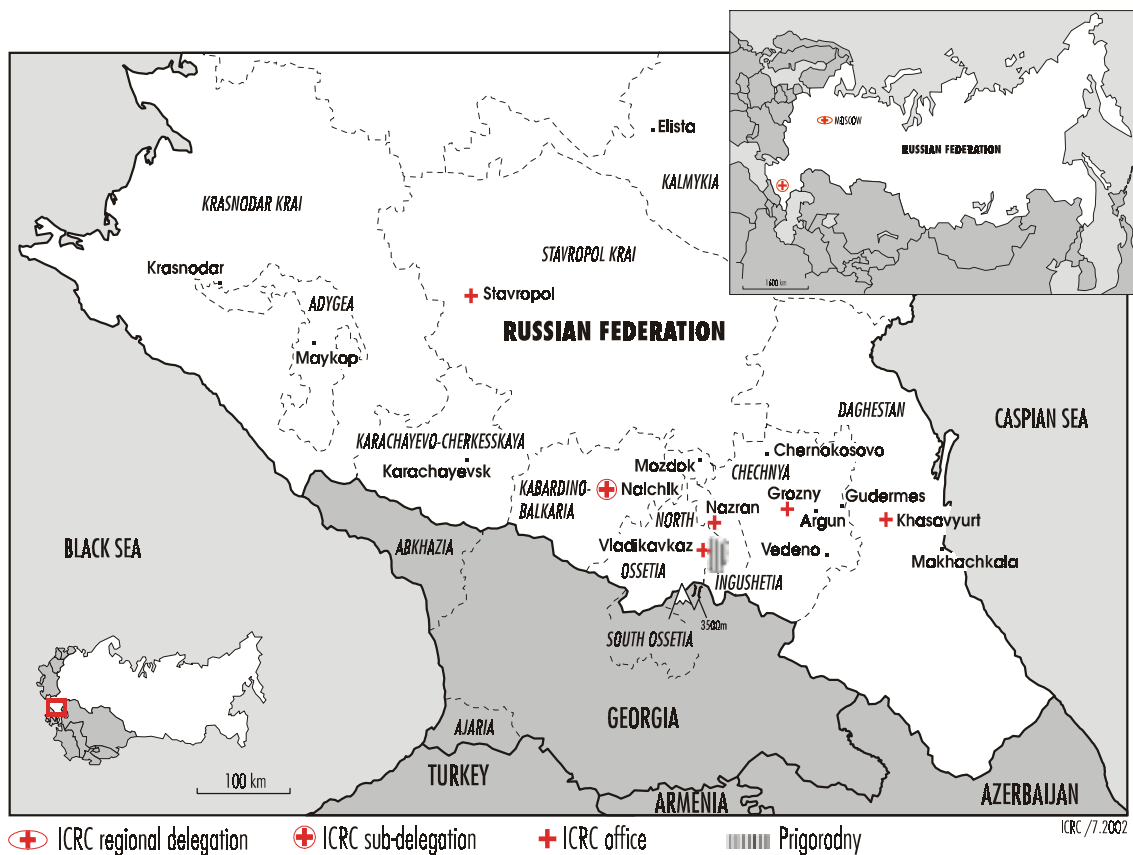 MOSCOW
RUSSIAN FEDERATION
1600 km
Elista
KALMYKIA
KRASNODAR KRAI
STAVROPOL KRAI
Krasnodar
Stavropol
ADYGEA
RUSSIAN FEDERATION
Maykop
DAGHESTAN
CASPIAN SEA
KARACHAYEVO-CHERKESSKAYA
Karachayevsk
Mozdok
Chernokosovo
CHECHNYA
KABARDINO-
BALKARIA
Nalchik
Grozny
Gudermes
NORTH
OSSETIA
Nazran
Argun
Khasavyurt
BLACK SEA
ABKHAZIA
Vladikavkaz
Vedeno
Makhachkala
INGUSHETIA
3500m
SOUTH OSSETIA
GEORGIA
AJARIA
100 km
TURKEY
ARMENIA
AZERBAIJAN
ICRC /7.2002
ICRC regional delegation
ICRC sub-delegation
ICRC office
Prigorodny